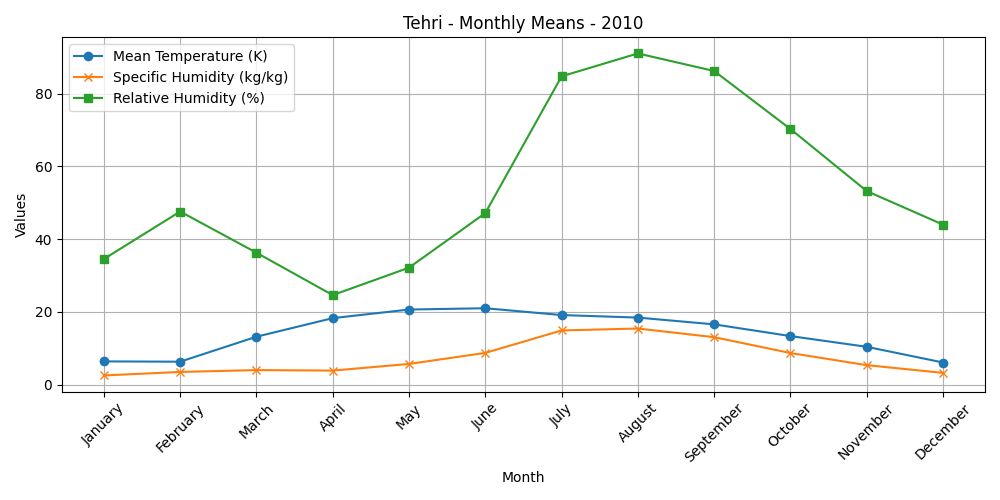 Tehri - Monthly Means - 2010
Mean Temperature (K)
Specific Humidity (kg/kg)
Relative Humidity (%)
Values
80
60
40
20
0
January
February
March
April
May
June
July
August
September
October
November
December
Month